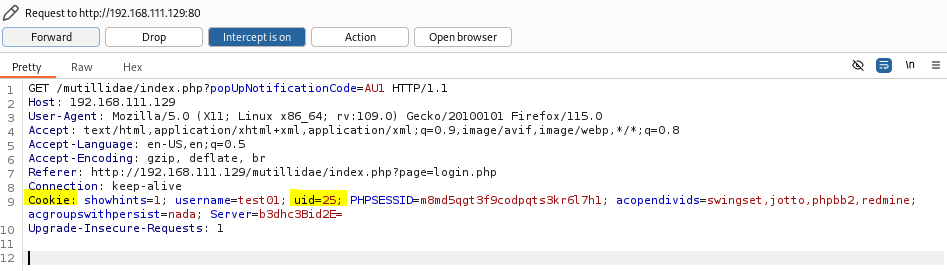 Request to http://192.168.111.129:80
Forward Drop Intercept is on Action Open browser
Pretty Raw Hex \n
1 GET /mutillidae/index.php?popUpNotificationCode=AU1 HTTP/1.1
2 Host: 192.168.111.129
3 User-Agent: Mozilla/5.0 (X11; Linux x86_64; rv:109.0) Gecko/20100101 Firefox/115.0
4 Accept: text/html,application/xhtml+xml,application/xml;q=0.9,image/avif,image/webp,*/*;q=0.8
5 Accept-Language: en-US,en;q=0.5
6 Accept-Encoding: gzip, deflate, br
7 Referer: http://192.168.111.129/mutillidae/index.php?page=login.php
8 Connection: keep-alive
9 Cookie: showhints=1; username=test01; uid=25; PHPSESSID=m8md5qgt3f9codpqts3kr6l7h1; acopendivids=swingset,jotto,phpbb2,redmine;
acgroupswithpersist=nada; Server=b3dhc3Bid2E=
10 Upgrade-Insecure-Requests: 1
11
12